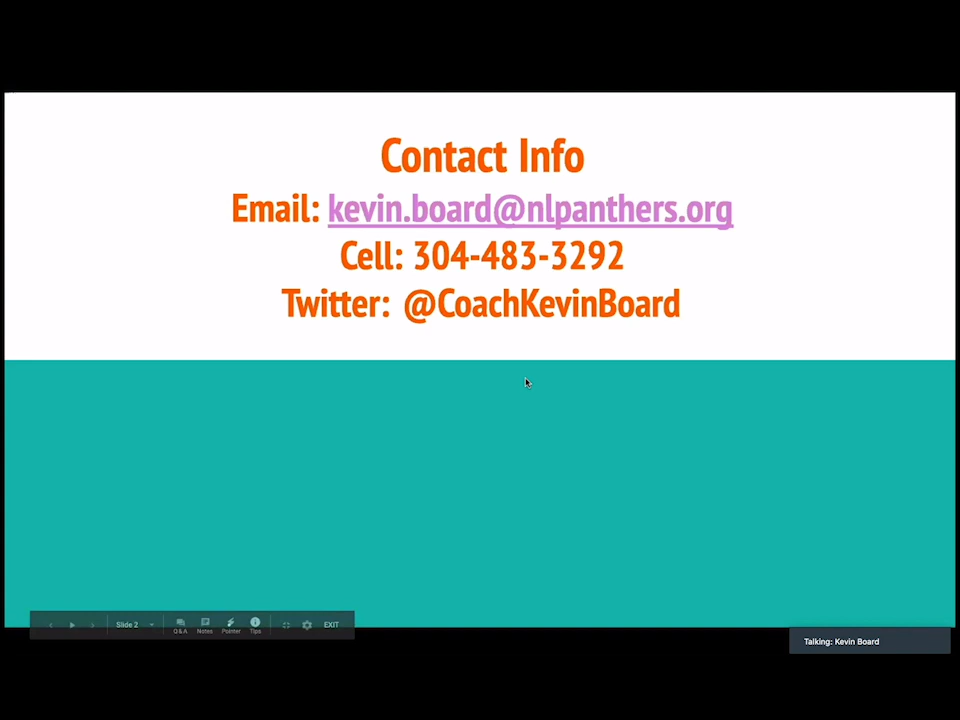 Contact Info
Email: kevin.board@nlpanthers.org
Cell: 304-483-3292
Twitter: @CoachKevinBoard
Slide 2
Q&A Notes Pointer Tips EXIT
Talking: Kevin Board